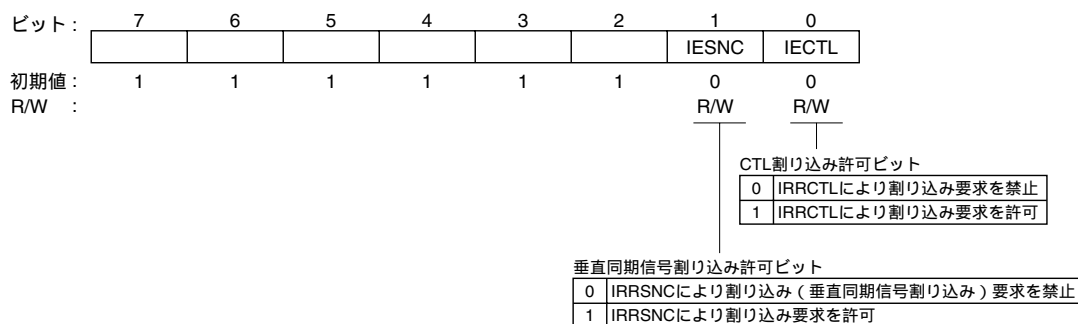 ビット : 7 6 5 4 3 2 1 0
IESNC IECTL
初期値 : 1 1 1 1 1 1 0 0
R/W : R/W R/W
CTL割り込み許可ビット
0 IRRCTLにより割り込み要求を禁止
1 IRRCTLにより割り込み要求を許可
垂直同期信号割り込み許可ビット
0 IRRSNCにより割り込み ( 垂直同期信号割り込み ) 要求を禁止
1 IRRSNCにより割り込み要求を許可